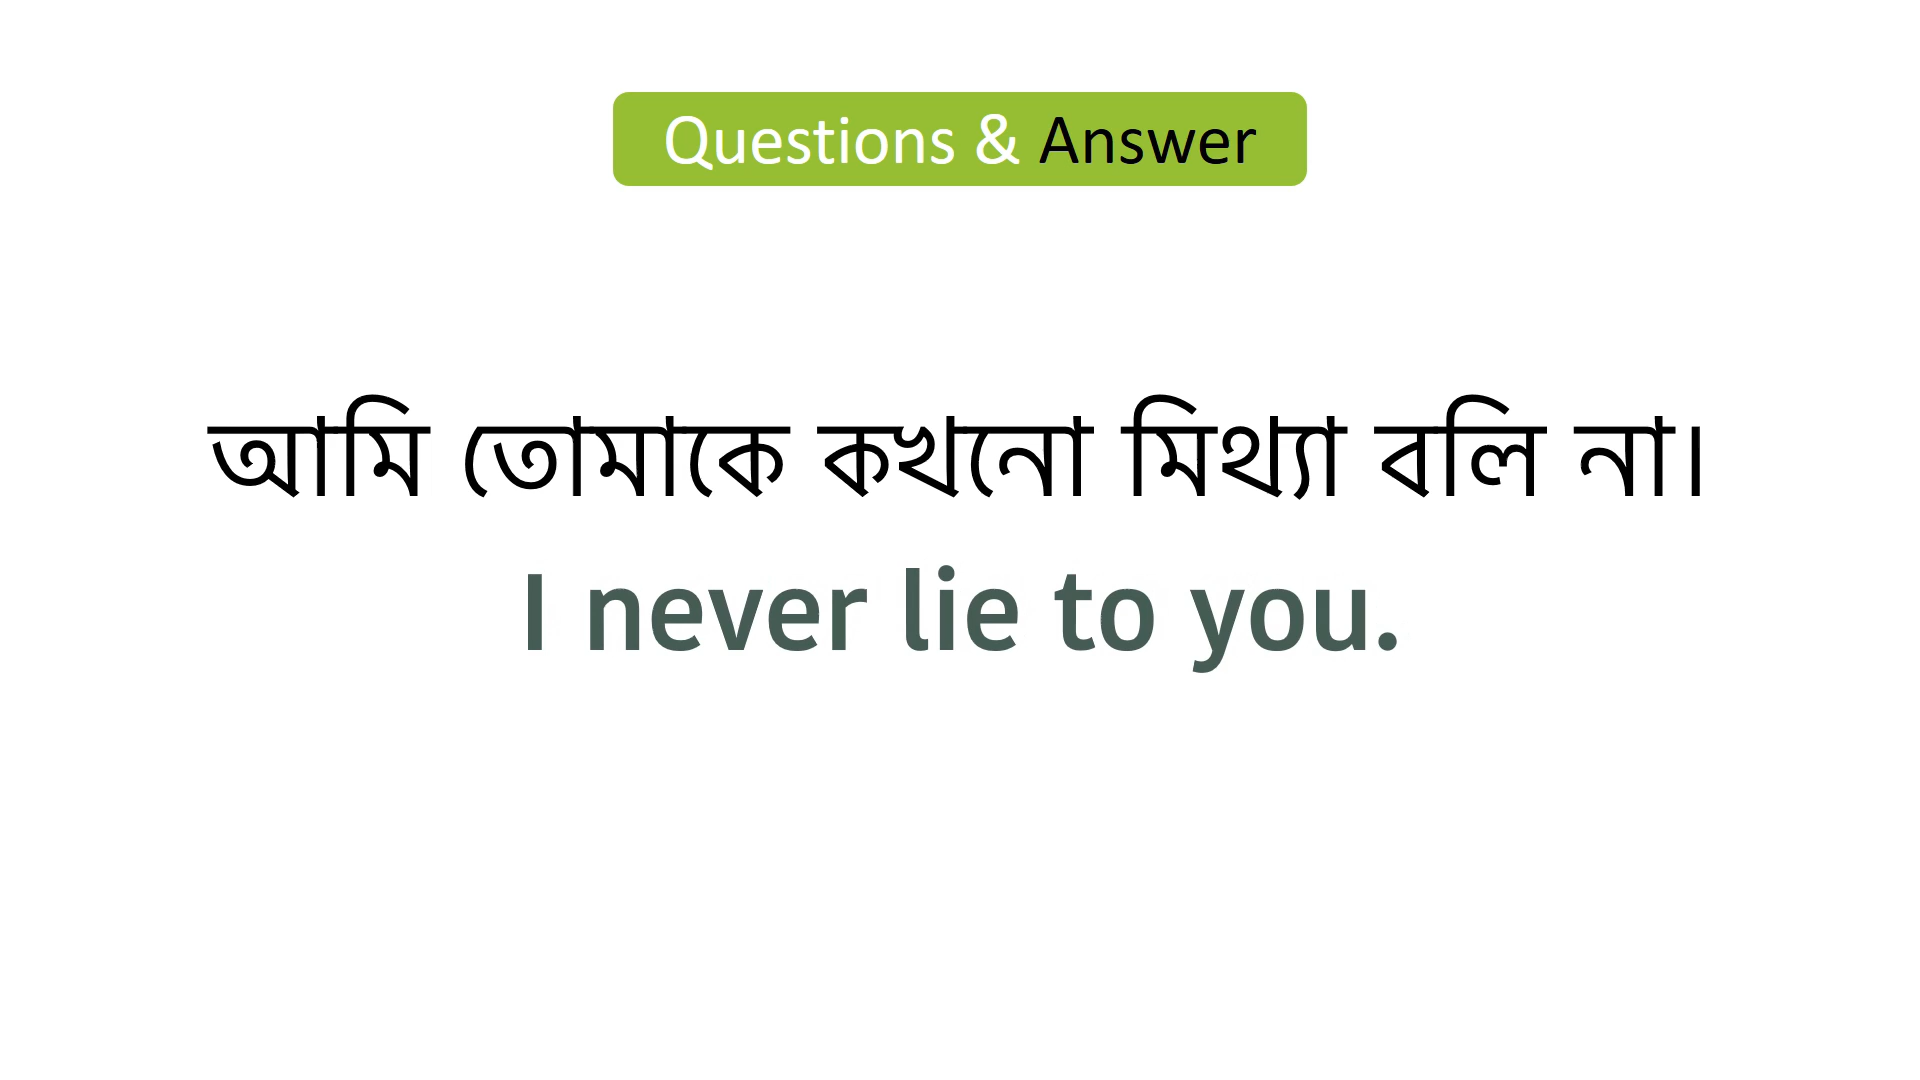 Questions & Answer
আমি তোমাকে কখনো মিথ্যা বলি না।
I never lie to you.